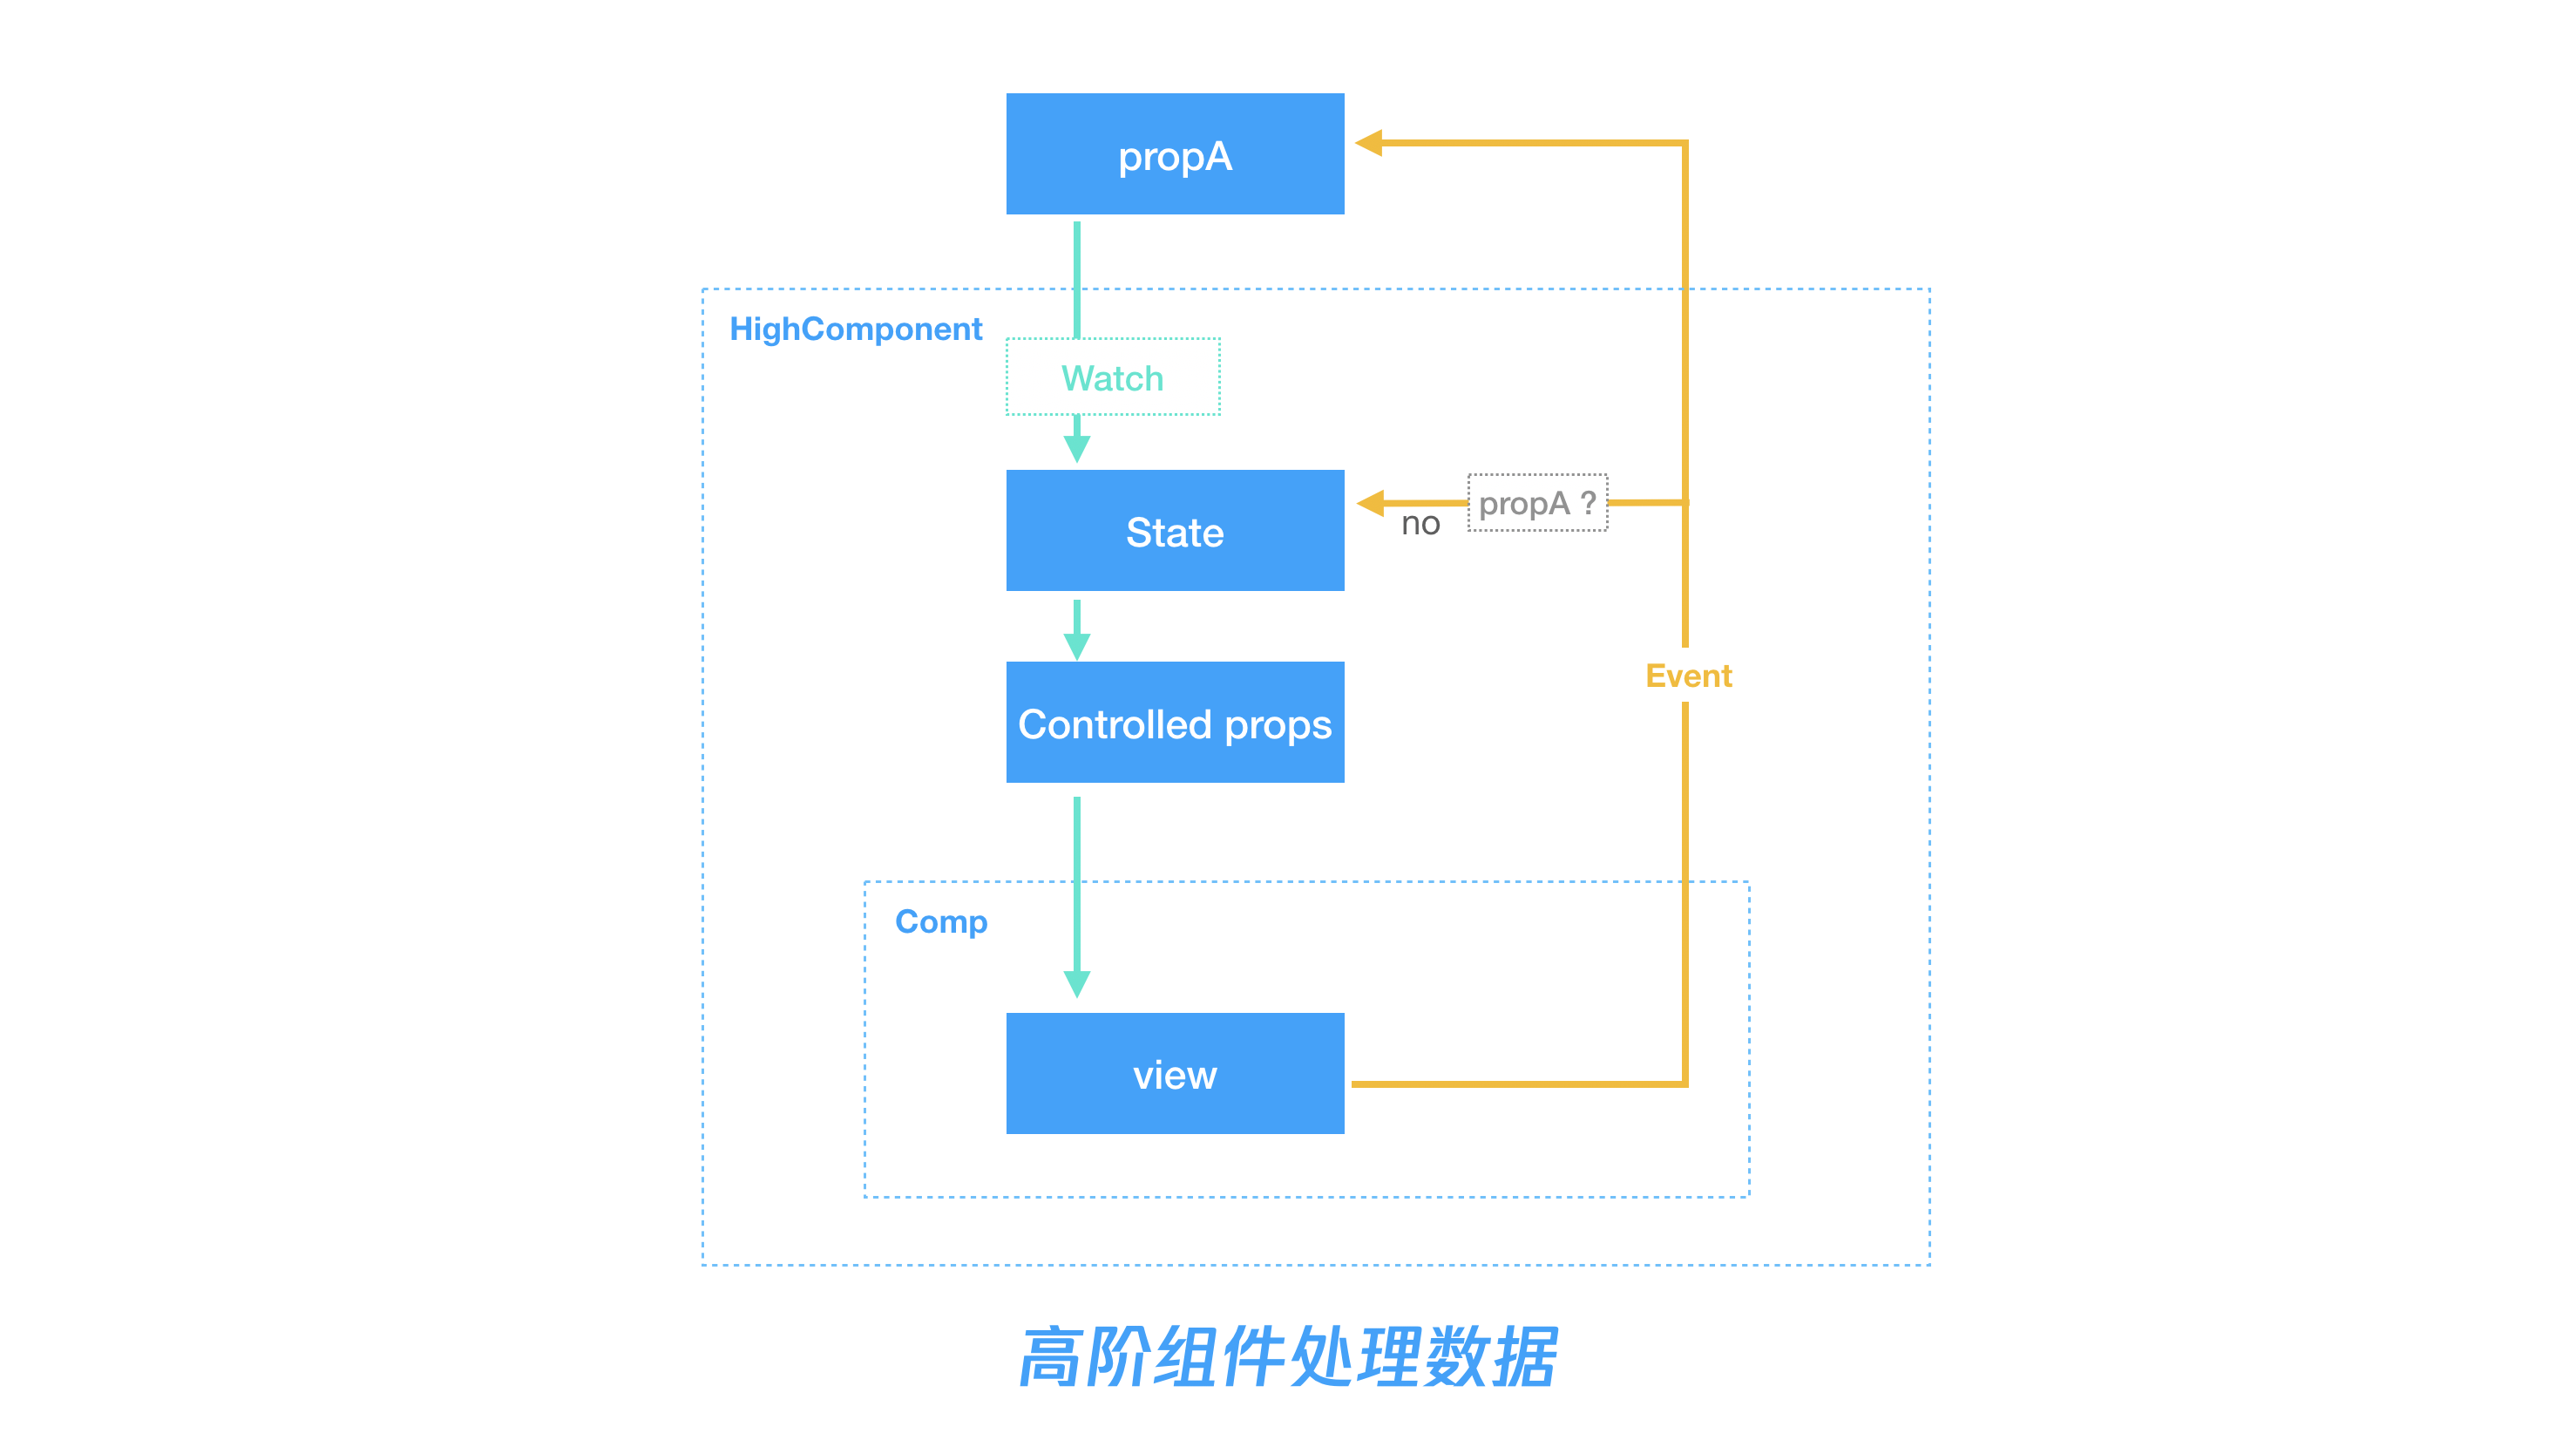 propA
HighComponent
Watch
propA ?
no
State
Event
Controlled props
Comp
view
高阶组件处理数据